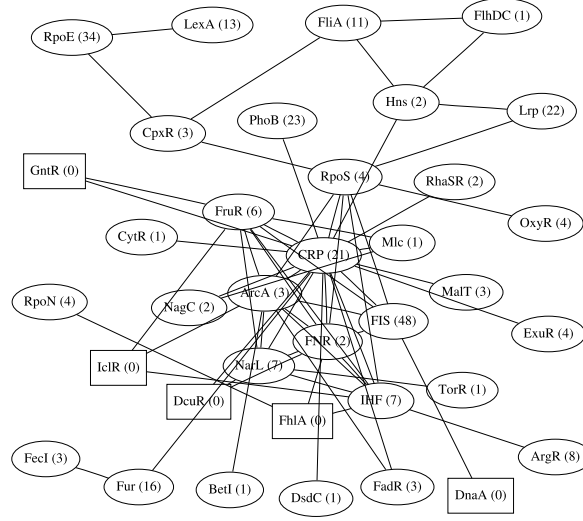 LexA (13)
FliA (11)
FlhDC (1)
RpoE (34)
Hns (2)
Lrp (22)
PhoB (23)
CpxR (3)
GntR (0)
RpoS (4)
RhaSR (2)
FruR (6)
OxyR (4)
CytR (1)
Mlc (1)
CRP (21)
ArcA (3)
MalT (3)
RpoN (4)
NagC (2)
FIS (48)
ExuR (4)
FNR (2)
IclR (0)
NarL (7)
TorR (1)
DcuR (0)
IHF (7)
FhlA (0)
FecI (3)
ArgR (8)
Fur (16)
BetI (1)
DsdC (1)
FadR (3)
DnaA (0)